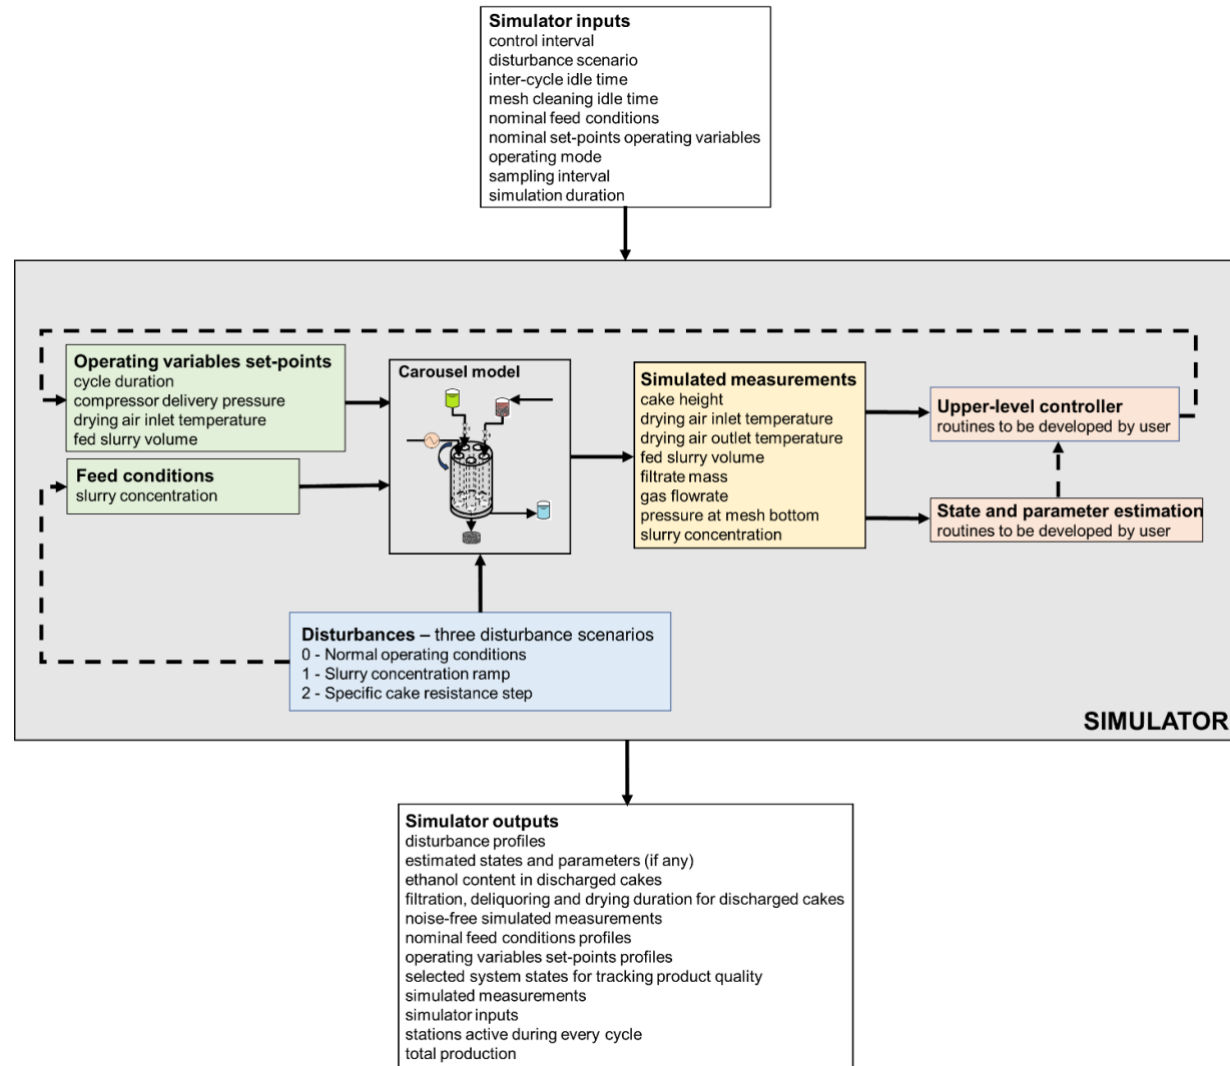 Simulator inputs
control interval
disturbance scenario
inter-cycle idle time
mesh cleaning idle time
nominal feed conditions
nominal set-points operating variables
operating mode
sampling interval
simulation duration
Operating variables set-points
cycle duration
compressor delivery pressure
drying air inlet temperature
fed slurry volume
Feed conditions
slurry concentration
Carousel model
Simulated measurements
cake height
drying air inlet temperature
drying air outlet temperature
fed slurry volume
filtrate mass
gas flowrate
pressure at mesh bottom
slurry concentration
Upper-level controller
routines to be developed by user
State and parameter estimation
routines to be developed by user
Disturbances – three disturbance scenarios
0 - Normal operating conditions
1 - Slurry concentration ramp
2 - Specific cake resistance step
SIMULATOR
Simulator outputs
disturbance profiles
estimated states and parameters (if any)
ethanol content in discharged cakes
filtration, deliquoring and drying duration for discharged cakes
noise-free simulated measurements
nominal feed conditions profiles
operating variables set-points profiles
selected system states for tracking product quality
simulated measurements
simulator inputs
stations active during every cycle
total production